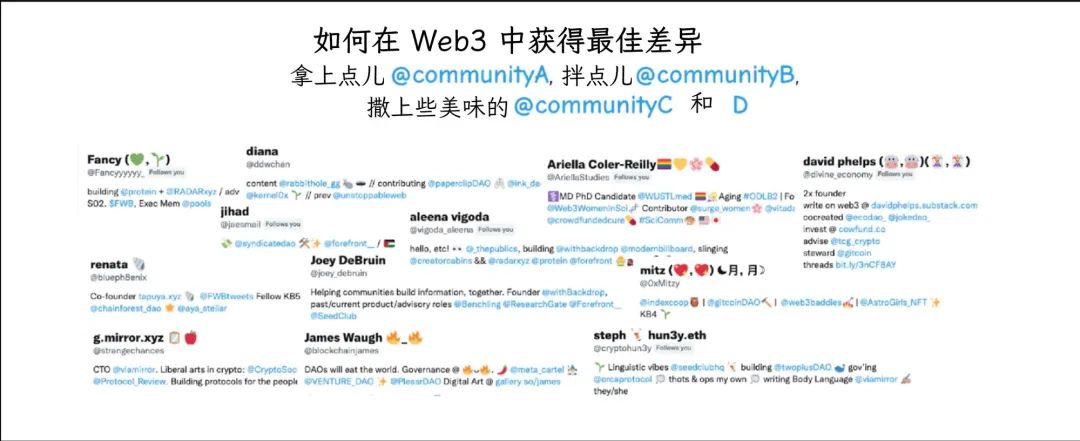 如何在 Web3 中获得最佳差异
拿上点儿 @communityA, 拌点儿@communityB,
撒上些美味的 @communityC 和 D
Fancy (💚,🌱)
@Fancyyyyyy_ Follows you
building @protein + @RADARxyz / adv
S02. $FWB, Exac Mem @pools
diana
@ddwchen
content @rabbithole_gg 🐇🕳️ // contributing @paperclipDAO 🖇️ @ink_da
@kernel0x 🌱 // prev @unstoppableweb
jihad
@jaesmail Follows you
💸 @syndicatedao 🛠️✨ @forefront__ / 🇵🇸
aleena vigoda
@vigoda_aleena Follows you
hello, etc! 👀 @_thepublics, building @withbackdrop @modernbillboard, slinging
@creatorcabins && @radarxyz @protein @forefront
Ariella Coler-Reilly🏳️‍🌈💛🌸💊
@AriellaStudies Follows you
⚕️MD PhD Candidate @WUSTLmed 🏳️‍🌈 Aging #ODLB2 | Fo
@Web3WomenInSci🧬 Contributor @surge_women🌸 @vitada
@crowdfundedcure💊 #SciComm
david phelps (🐮,🐮)(🃏,🃏)
@divine_economy Follows you
2x founder
write on web3 @ davidphelps.substack.com
cocreated @ecodao_ @jokedao_
invest @ cowfund.co
advise @tcg_crypto
steward @gitcoin
threads bit.ly/3nCF8AY
renata
@blueph8enix
Co-founder tapuya.xyz @FWBtweets Fellow KB5
@chainforest_dao @aya_stellar
Joey DeBruin
@joey_debruin
Helping communities build information, together. Founder @withBackdrop,
past/current product/advisory roles @Benchling @ResearchGate @Forefront__
@SeedClub
mitz (❤️,❤️) ☾月,月☽
@0xMitzy
@indexcoop🦉 | @gitcoinDAO🔨 | @web3baddies💅 | @AstroGirls_NFT ✨
KB4 🌱
g.mirror.xyz 📋 🍎
@strangechances
CTO @viamirror. Liberal arts in crypto: @CryptoSoc
@Protocol_Review. Building protocols for the people
James Waugh 🔥_🔥
@blockchainjames
DAOs will eat the world. Governance @ 🔥ᴗ🔥. 🌶️ @meta_cartel
@VENTURE_DAO ✨ @PleasrDAO Digital Art @ gallery.so/james
steph hun3y.eth
@cryptohun3y Follows you
🌱 Linguistic vibes @seedclubhq building @twoplusDAO 🐳 gov'ing
@orcaprotocol 💭 thots & ops my own 💭 writing Body Language @viamirror ✍️
they/she